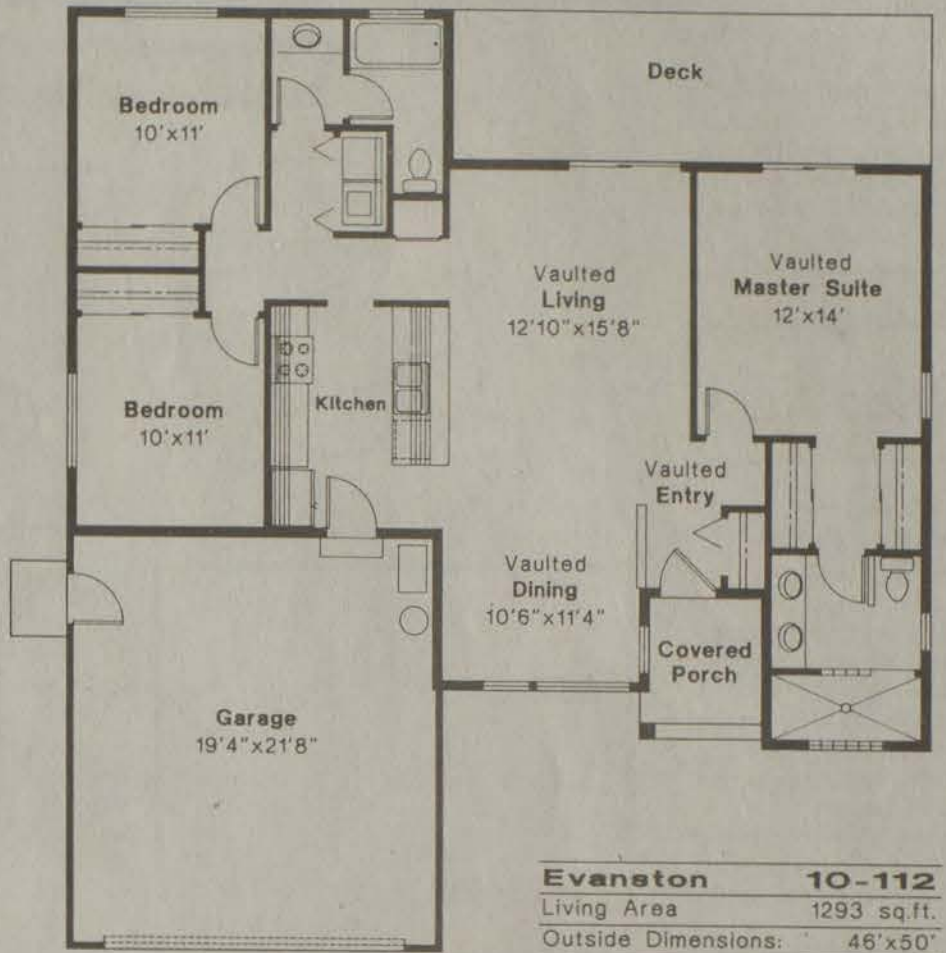 Deck
Bedroom
10'x11'
Vaulted
Living
12'10"x15'8"
Vaulted
Master Suite
12'x14'
Kitchen
Bedroom
10'x11'
Vaulted
Entry
Vaulted
Dining
10'6"x11'4"
Covered
Porch
Garage
19'4"x21'8"
Evanston 10-112
Living Area 1293 sq.ft.
Outside Dimensions: 46'x50'